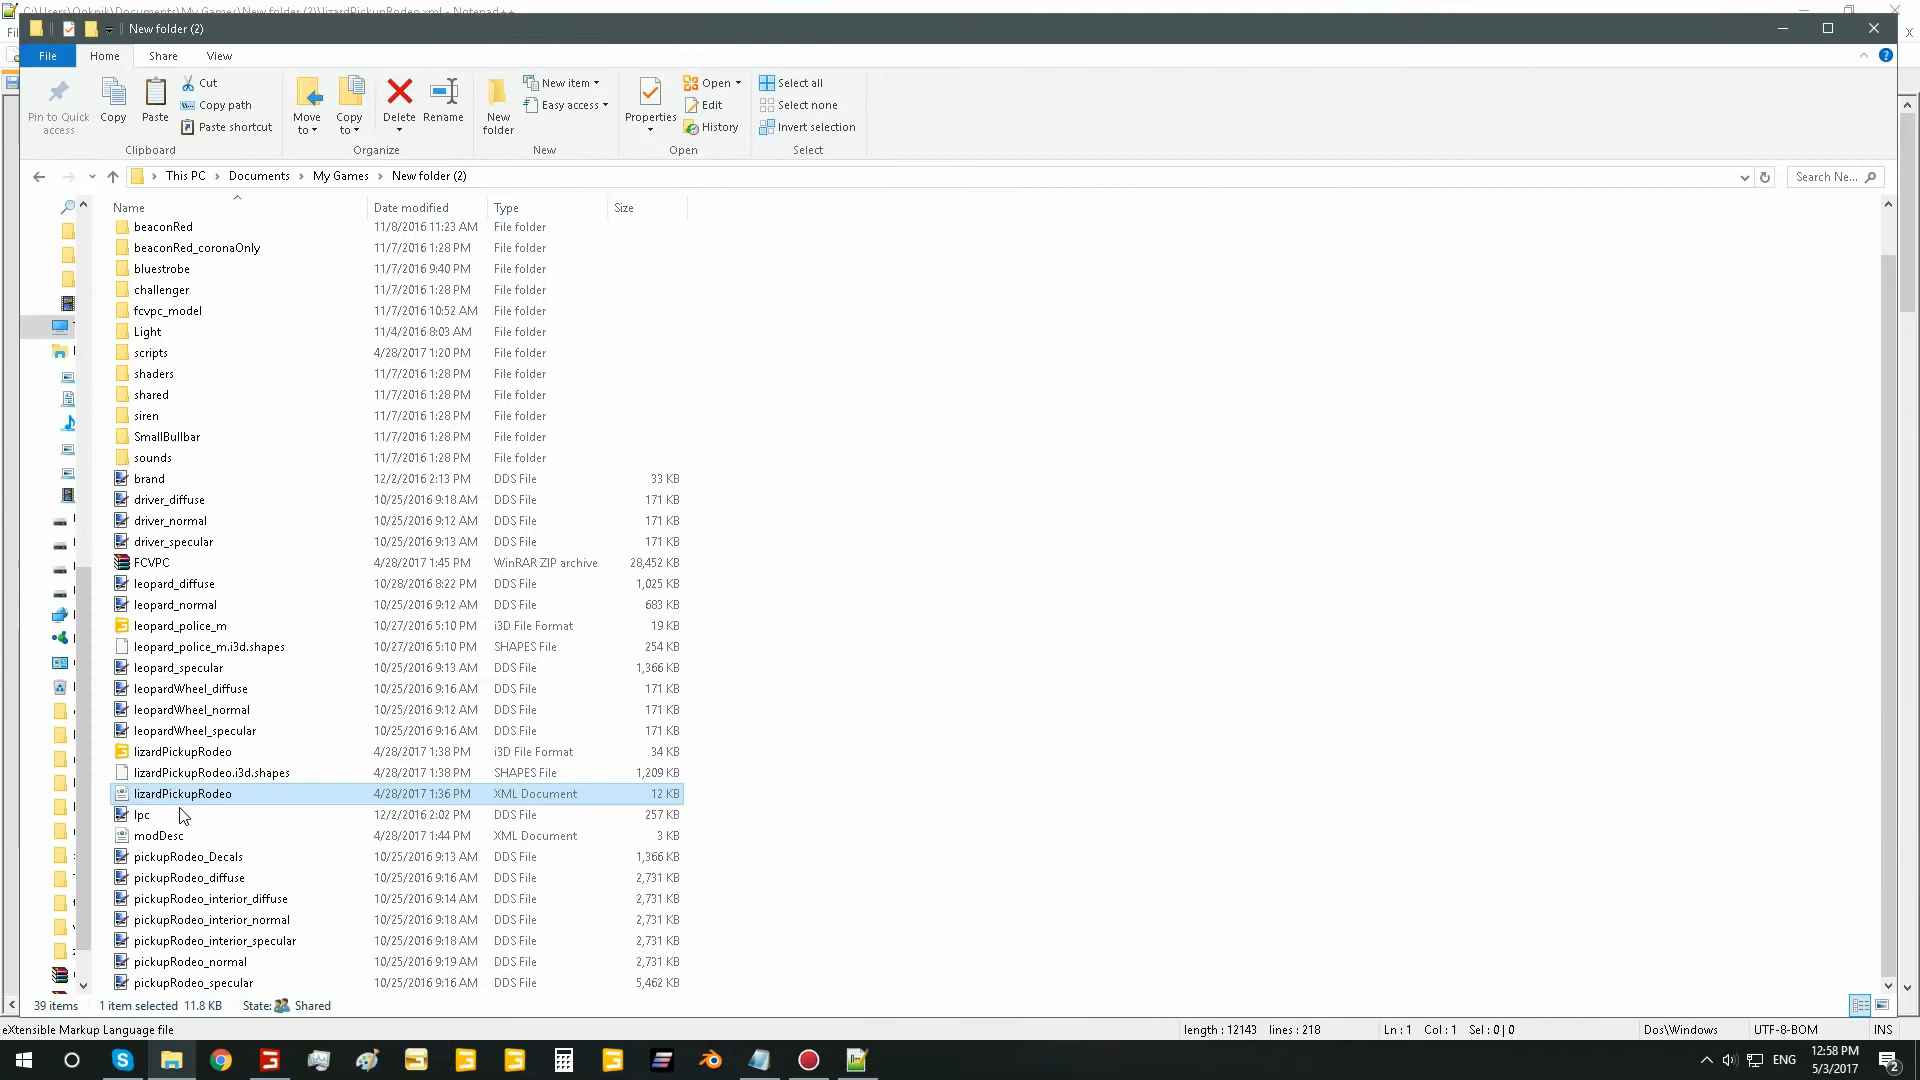 C:\Users\Ooknik\Documents\My Games\New folder (2)\lizardPickupRodeo.xml - Notepad++
New folder (2)
File Home Share View
Pin to Quick access
Copy
Paste
Cut
Copy path
Paste shortcut
Clipboard
Move to
Copy to
Delete
Rename
Organize
New folder
New item
Easy access
New
Properties
Open
Edit
History
Open
Select all
Select none
Invert selection
Select
This PC > Documents > My Games > New folder (2)
Search Ne...
Name Date modified Type Size
beaconRed 11/8/2016 11:23 AM File folder
beaconRed_coronaOnly 11/7/2016 1:28 PM File folder
bluestrobe 11/7/2016 9:40 PM File folder
challenger 11/7/2016 1:28 PM File folder
fcvpc_model 11/7/2016 10:52 AM File folder
Light 11/4/2016 8:03 AM File folder
scripts 4/28/2017 1:20 PM File folder
shaders 11/7/2016 1:28 PM File folder
shared 11/7/2016 1:28 PM File folder
siren 11/7/2016 1:28 PM File folder
SmallBullbar 11/7/2016 1:28 PM File folder
sounds 11/7/2016 1:28 PM File folder
brand 12/2/2016 2:13 PM DDS File 33 KB
driver_diffuse 10/25/2016 9:18 AM DDS File 171 KB
driver_normal 10/25/2016 9:12 AM DDS File 171 KB
driver_specular 10/25/2016 9:13 AM DDS File 171 KB
FCVPC 4/28/2017 1:45 PM WinRAR ZIP archive 28,452 KB
leopard_diffuse 10/28/2016 8:22 PM DDS File 1,025 KB
leopard_normal 10/25/2016 9:12 AM DDS File 683 KB
leopard_police_m 10/27/2016 5:10 PM i3D File Format 19 KB
leopard_police_m.i3d.shapes 10/27/2016 5:10 PM SHAPES File 254 KB
leopard_specular 10/25/2016 9:13 AM DDS File 1,366 KB
leopardWheel_diffuse 10/25/2016 9:16 AM DDS File 171 KB
leopardWheel_normal 10/25/2016 9:12 AM DDS File 171 KB
leopardWheel_specular 10/25/2016 9:16 AM DDS File 171 KB
lizardPickupRodeo 4/28/2017 1:38 PM i3D File Format 34 KB
lizardPickupRodeo.i3d.shapes 4/28/2017 1:38 PM SHAPES File 1,209 KB
lizardPickupRodeo 4/28/2017 1:36 PM XML Document 12 KB
lpc 12/2/2016 2:02 PM DDS File 257 KB
modDesc 4/28/2017 1:44 PM XML Document 3 KB
pickupRodeo_Decals 10/25/2016 9:13 AM DDS File 1,366 KB
pickupRodeo_diffuse 10/25/2016 9:16 AM DDS File 2,731 KB
pickupRodeo_interior_diffuse 10/25/2016 9:14 AM DDS File 2,731 KB
pickupRodeo_interior_normal 10/25/2016 9:18 AM DDS File 2,731 KB
pickupRodeo_interior_specular 10/25/2016 9:18 AM DDS File 2,731 KB
pickupRodeo_normal 10/25/2016 9:19 AM DDS File 2,731 KB
pickupRodeo_specular 10/25/2016 9:16 AM DDS File 5,462 KB
39 items 1 item selected 11.8 KB State: Shared
eXtensible Markup Language file length : 12143 lines : 218 Ln : 1 Col : 1 Sel : 0 | 0 Dos\Windows UTF-8-BOM INS
ENG 12:58 PM
5/3/2017
2